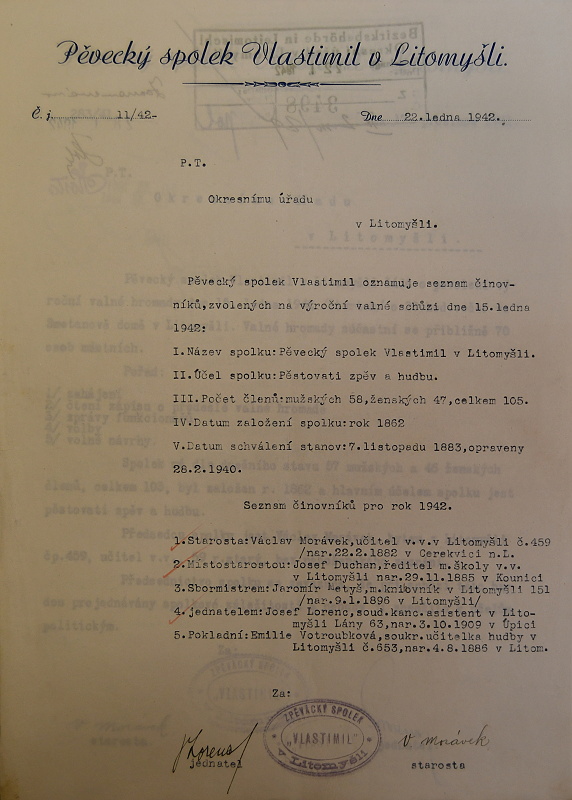 Pěvecký spolek Vlastimil v Litomyšli.
Č. j. 11/42-
Dne 22.ledna 1942.
P.T.
Okresnímu úřadu
v Litomyšli.
Pěvecký spolek Vlastimil oznamuje seznam činov-
níků,zvolených na výroční valné schůzi dne 15.ledna
1942:
I.Název spolku:Pěvecký spolek Vlastimil v Litomyšli.
II.Účel spolku:Pěstovati zpěv a hudbu.
III.Počet členů:mužských 58,ženských 47,celkem 105.
IV.Datum založení spolku:rok 1862
V.Datum schválení stanov:7.listopadu 1883,opraveny
28.2.1940.
Seznam činovníků pro rok 1942.
1.Starosta:Václav Morávek,učitel v.v.v Litomyšli č.459
/nar.22.2.1882 v Cerekvici n.L.
2.Místostarostou:Josef Duchan,ředitel m.školy v.v.
v Litomyšli nar.29.11.1885 v Kounici
3.Sbormistrem:Jaromír Metyš,m.knihovník v Litomyšli 151
/nar.9.1.1896 v Litomyšli/
4.jednatelem:Josef Lorenc,soud.kanc.asistent v Lito-
myšli Lány 63,nar.3.10.1909 v Úpici
5.Pokladní:Emilie Votroubková,soukr.učitelka hudby v
Litomyšli č.653,nar.4.8.1886 v Litom.
Za:
ZPĚVÁCKÝ SPOLEK
„VLASTIMIL"
v Litomyšli
JLorenc
jednatel
V Morávek
starosta